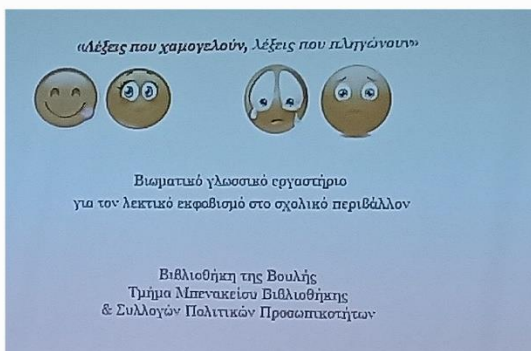 «Λέξεις που χαμογελούν, λέξεις που πληγώνουν»
Βιωματικό γλωσσικό εργαστήριο
για τον λεκτικό εκφοβισμό στο σχολικό περιβάλλον
Βιβλιοθήκη της Βουλής
Τμήμα Μπενακείου Βιβλιοθήκης
& Συλλογών Πολιτικών Προσωπικοτήτων